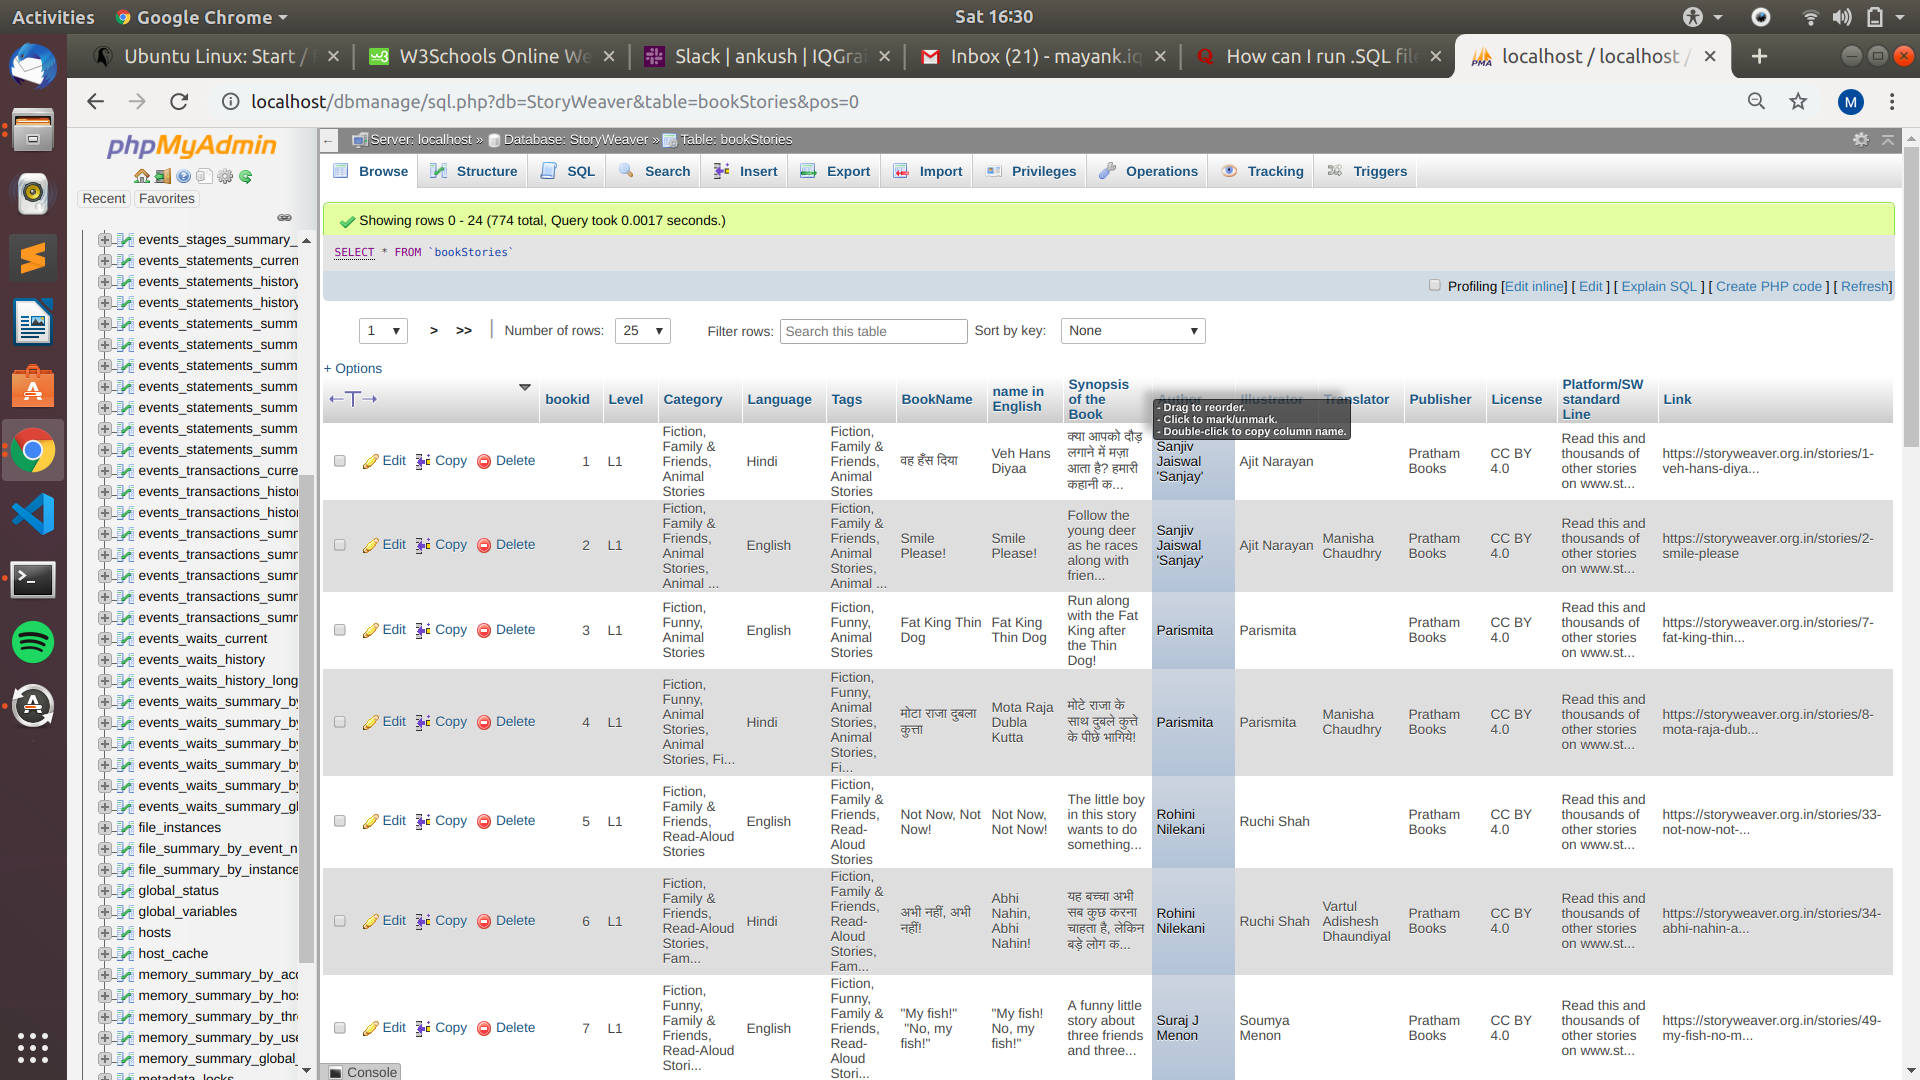 Activities
Google Chrome
Sat 16:30
Ubuntu Linux: Start /
W3Schools Online We
Slack | ankush | IQGrai
Inbox (21) - mayank.iq
How can I run .SQL file
localhost / localhost /
localhost/dbmanage/sql.php?db=StoryWeaver&table=bookStories&pos=0
M
phpMyAdmin
Recent
Favorites
events_stages_summary_
events_statements_curren
events_statements_history
events_statements_history
events_statements_summ
events_statements_summ
events_statements_summ
events_statements_summ
events_statements_summ
events_statements_summ
events_statements_summ
events_transactions_curre
events_transactions_histor
events_transactions_histor
events_transactions_summ
events_transactions_summ
events_transactions_summ
events_transactions_summ
events_transactions_summ
events_waits_current
events_waits_history
events_waits_history_long
events_waits_summary_by
events_waits_summary_by
events_waits_summary_by
events_waits_summary_by
events_waits_summary_by
events_waits_summary_gl
file_instances
file_summary_by_event_n
file_summary_by_instance
global_status
global_variables
hosts
host_cache
memory_summary_by_acc
memory_summary_by_hos
memory_summary_by_thr
memory_summary_by_use
memory_summary_global_
metadata_locks
Server: localhost » Database: StoryWeaver » Table: bookStories
Browse Structure SQL Search Insert Export Import Privileges Operations Tracking Triggers
Showing rows 0 - 24 (774 total, Query took 0.0017 seconds.)
SELECT * FROM `bookStories`
Profiling [Edit inline] [ Edit ] [ Explain SQL ] [ Create PHP code ] [ Refresh]
1 > >> | Number of rows: 25 Filter rows: Search this table Sort by key: None
+ Options
←T→
bookid
Level
Category
Language
Tags
BookName
name in
English
Synopsis
of the
Book
Author
Illustrator
Translator
Publisher
License
Platform/SW
standard
Line
Link
- Drag to reorder.
- Click to mark/unmark.
- Double-click to copy column name.
Edit Copy Delete
1
L1
Fiction,
Family &
Friends,
Animal
Stories
Hindi
Fiction,
Family &
Friends,
Animal
Stories
वह हँस दिया
Veh Hans
Diyaa
क्या आपको दौड़
लगाने में मज़ा
आता है? हमारी
कहानी क...
Sanjiv
Jaiswal
'Sanjay'
Ajit Narayan
Pratham
Books
CC BY
4.0
Read this and
thousands of
other stories
on www.st...
https://storyweaver.org.in/stories/1-
veh-hans-diya...
Edit Copy Delete
2
L1
Fiction,
Family &
Friends,
Animal
Stories,
Animal ...
English
Fiction,
Family &
Friends,
Animal
Stories,
Animal ...
Smile
Please!
Smile
Please!
Follow the
young deer
as he races
along with
frien...
Sanjiv
Jaiswal
'Sanjay'
Ajit Narayan
Manisha
Chaudhry
Pratham
Books
CC BY
4.0
Read this and
thousands of
other stories
on www.st...
https://storyweaver.org.in/stories/2-
smile-please
Edit Copy Delete
3
L1
Fiction,
Funny,
Animal
Stories
English
Fiction,
Funny,
Animal
Stories
Fat King Thin
Dog
Fat King
Thin Dog
Run along
with the Fat
King after
the Thin
Dog!
Parismita
Parismita
Pratham
Books
CC BY
4.0
Read this and
thousands of
other stories
on www.st...
https://storyweaver.org.in/stories/7-
fat-king-thin...
Edit Copy Delete
4
L1
Fiction,
Funny,
Animal
Stories,
Animal
Stories, Fi...
Hindi
Fiction,
Funny,
Animal
Stories,
Animal
Stories,
Fi...
मोटा राजा दुबला
कुत्ता
Mota Raja
Dubla
Kutta
मोटे राजा के
साथ दुबले कुत्ते
के पीछे भागिये!
Parismita
Parismita
Manisha
Chaudhry
Pratham
Books
CC BY
4.0
Read this and
thousands of
other stories
on www.st...
https://storyweaver.org.in/stories/8-
mota-raja-dub...
Edit Copy Delete
5
L1
Fiction,
Family &
Friends,
Read-Aloud
Stories
English
Fiction,
Family &
Friends,
Read-
Aloud
Stories
Not Now, Not
Now!
Not Now,
Not Now!
The little boy
in this story
wants to do
something...
Rohini
Nilekani
Ruchi Shah
Pratham
Books
CC BY
4.0
Read this and
thousands of
other stories
on www.st...
https://storyweaver.org.in/stories/33-
not-now-not-...
Edit Copy Delete
6
L1
Fiction,
Family &
Friends,
Read-Aloud
Stories,
Fam...
Hindi
Fiction,
Family &
Friends,
Read-
Aloud
Stories,
Fam...
अभी नहीं, अभी
नहीं!
Abhi
Nahin,
Abhi
Nahin!
यह बच्चा अभी
सब कुछ करना
चाहता है, लेकिन
बड़े लोग क...
Rohini
Nilekani
Ruchi Shah
Vartul
Adishesh
Dhaundiyal
Pratham
Books
CC BY
4.0
Read this and
thousands of
other stories
on www.st...
https://storyweaver.org.in/stories/34-
abhi-nahin-a...
Edit Copy Delete
7
L1
Fiction,
Funny,
Family &
Friends,
Read-Aloud
Stori...
English
Fiction,
Funny,
Family &
Friends,
Read-
Aloud
Stori...
"My fish!"
"No, my
fish!"
"My fish!
No, my
fish!"
A funny little
story about
three friends
and three...
Suraj J
Menon
Soumya
Menon
Pratham
Books
CC BY
4.0
Read this and
thousands of
other stories
on www.st...
https://storyweaver.org.in/stories/49-
my-fish-no-m...
Console